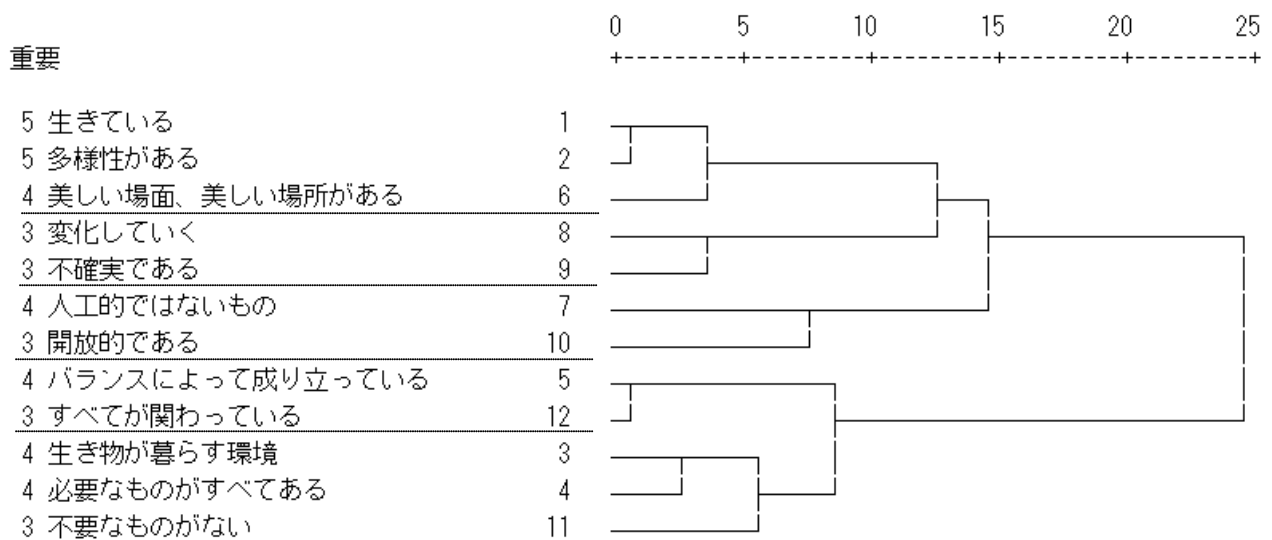 0 5 10 15 20 25
重要
+---------+---------+---------+---------+---------+
5 生きている 1
5 多様性がある 2
4 美しい場面、美しい場所がある 6
3 変化していく 8
3 不確実である 9
4 人工的ではないもの 7
3 開放的である 10
4 バランスによって成り立っている 5
3 すべてが関わっている 12
4 生き物が暮らす環境 3
4 必要なものがすべてある 4
3 不要なものがない 11